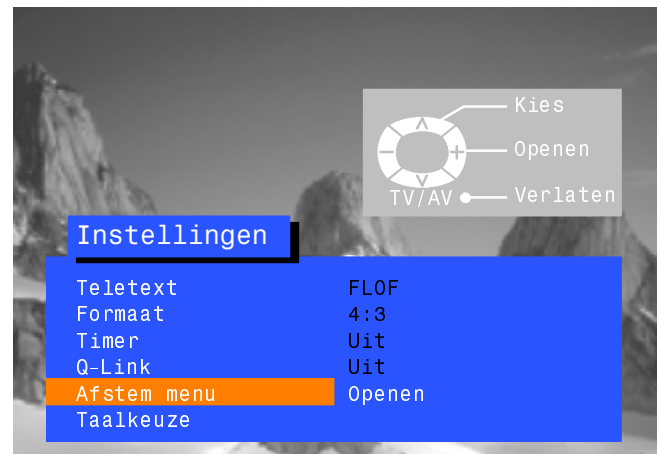 Kies
Openen
TV/AV Verlaten
Instellingen
Teletext FLOF
Formaat 4:3
Timer Uit
Q-Link Uit
Afstem menu Openen
Taalkeuze